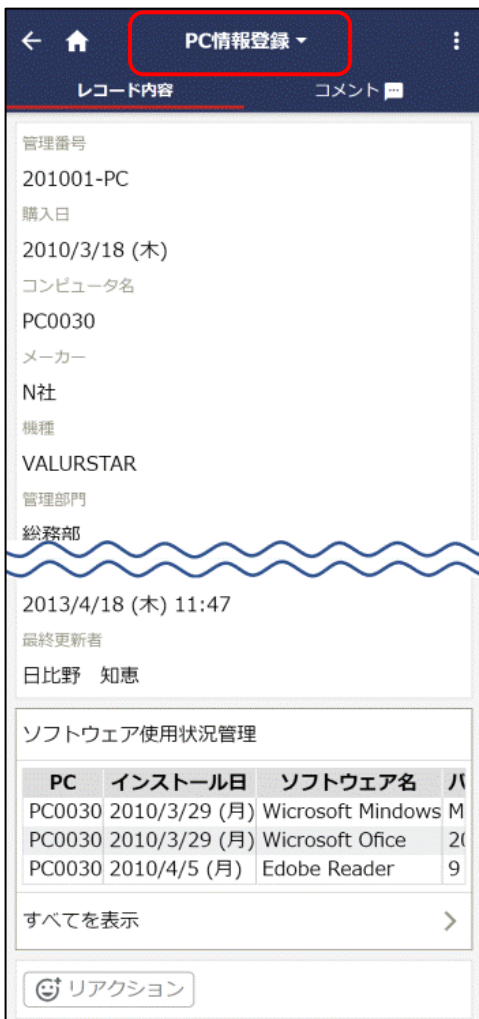 PC情報登録
レコード内容 コメント
管理番号
201001-PC
購入日
2010/3/18 (木)
コンピュータ名
PC0030
メーカー
N社
機種
VALURSTAR
管理部門
総務部
2013/4/18 (木) 11:47
最終更新者
日比野　知恵
ソフトウェア使用状況管理
PC インストール日 ソフトウェア名 バ
PC0030 2010/3/29 (月) Wicrosoft Mindows M
PC0030 2010/3/29 (月) Wicrosoft Ofice 20
PC0030 2010/4/5 (月) Edobe Reader 9
すべてを表示
リアクション